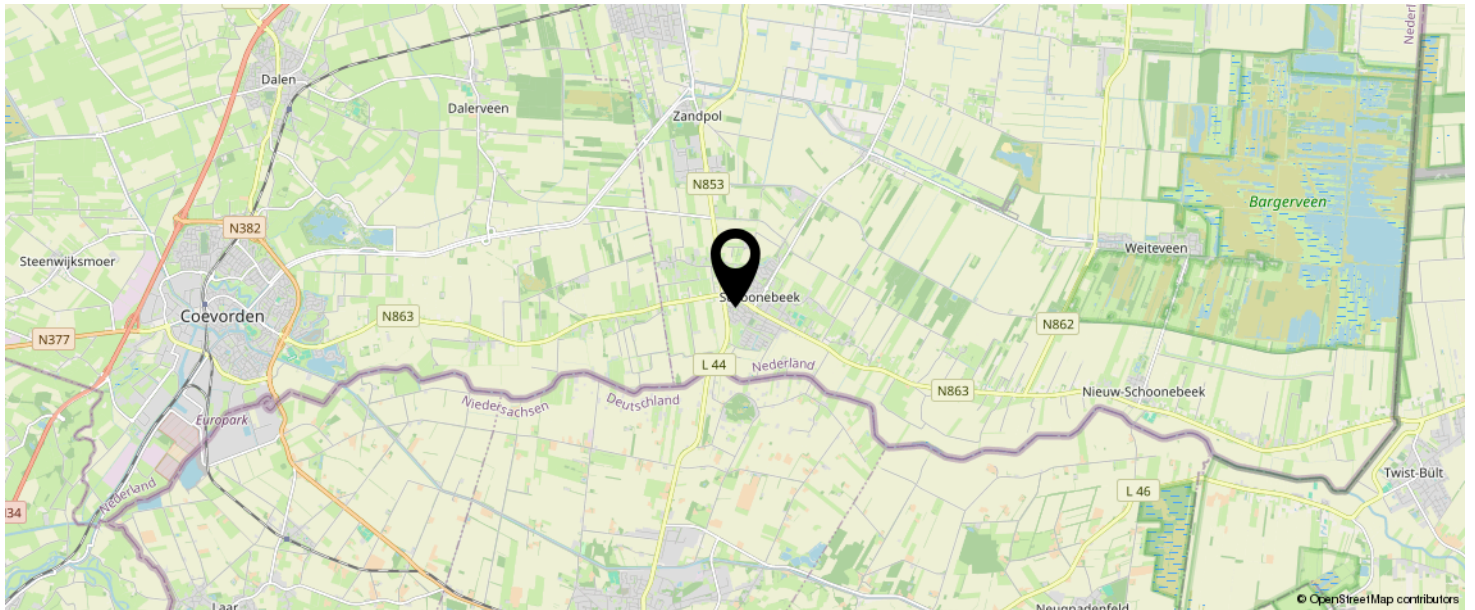 Dalen
Dalerveen
Zandpol
N853
N382
Bargerveen
Weiteveen
Steenwijksmoer
Coevorden
Schoonebeek
N863
N862
N377
L 44
Nederland
Niedersachsen
Deutschland
N863
Nieuw-Schoonebeek
Europark
Twist-Bült
L 46
Nederland
Laar
Neugnadenfeld
© OpenStreetMap contributors